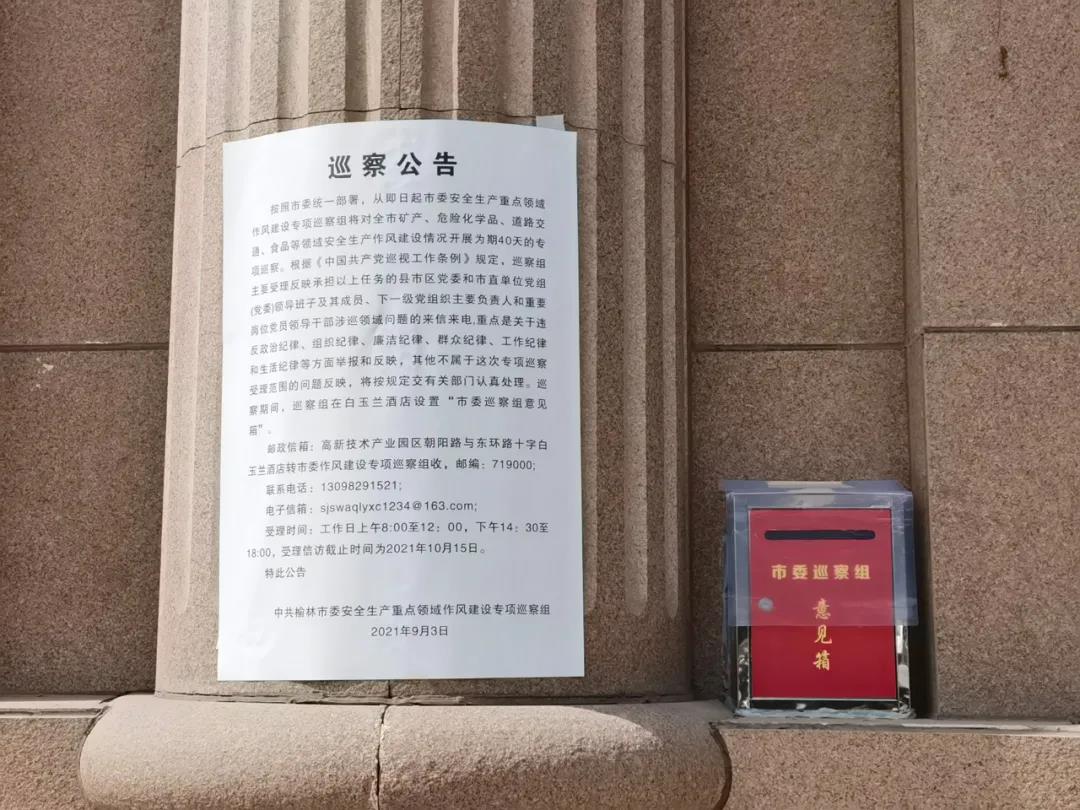 巡察公告
按照市委统一部署，从即日起市委安全生产重点领域
作风建设专项巡察组将对全市矿产、危险化学品、道路交
通、食品等领域安全生产作风建设情况开展为期40天的专
项巡察。根据《中国共产党巡视工作条例》规定，巡察组
主要受理反映承担以上任务的县市区党委和市直单位党组
(党委)领导班子及其成员、下一级党组织主要负责人和重要
岗位党员领导干部涉巡领域问题的来信来电,重点是关于违
反政治纪律、组织纪律、廉洁纪律、群众纪律、工作纪律
和生活纪律等方面举报和反映，其他不属于这次专项巡察
受理范围的问题反映，将按规定交有关部门认真处理。巡
察期间，巡察组在白玉兰酒店设置“市委巡察组意见
箱”。
邮政信箱：高新技术产业园区朝阳路与东环路十字白
玉兰酒店转市委作风建设专项巡察组收，邮编：719000;
联系电话：13098291521;
电子信箱：sjswaqlyxc1234@163.com;
受理时间：工作日上午8:00至12：00，下午14：30至
18:00，受理信访截止时间为2021年10月15日。
特此公告
中共榆林市委安全生产重点领域作风建设专项巡察组
2021年9月3日
市委巡察组
意见箱